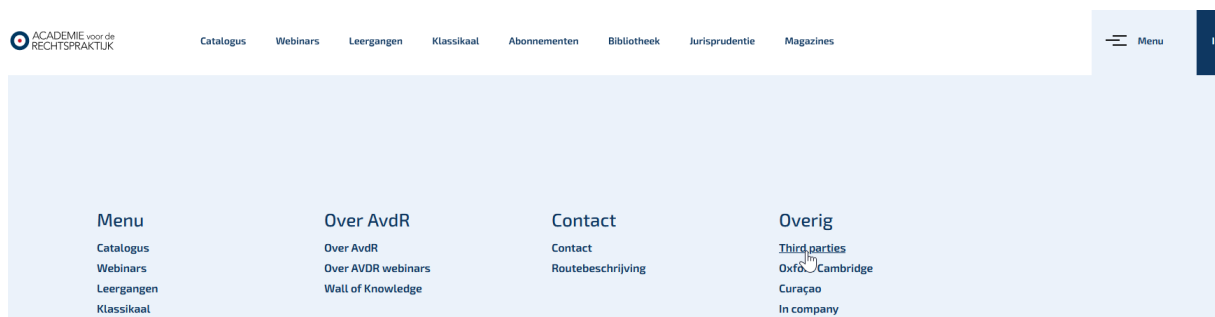 ACADEMIE voor de
RECHTSPRAKTIJK
Catalogus Webinars Leergangen Klassikaal Abonnementen Bibliotheek Jurisprudentie Magazines Menu
Menu
Catalogus
Webinars
Leergangen
Klassikaal
Over AvdR
Over AvdR
Over AVDR webinars
Wall of Knowledge
Contact
Contact
Routebeschrijving
Overig
Third parties
Oxford Cambridge
Curaçao
In company